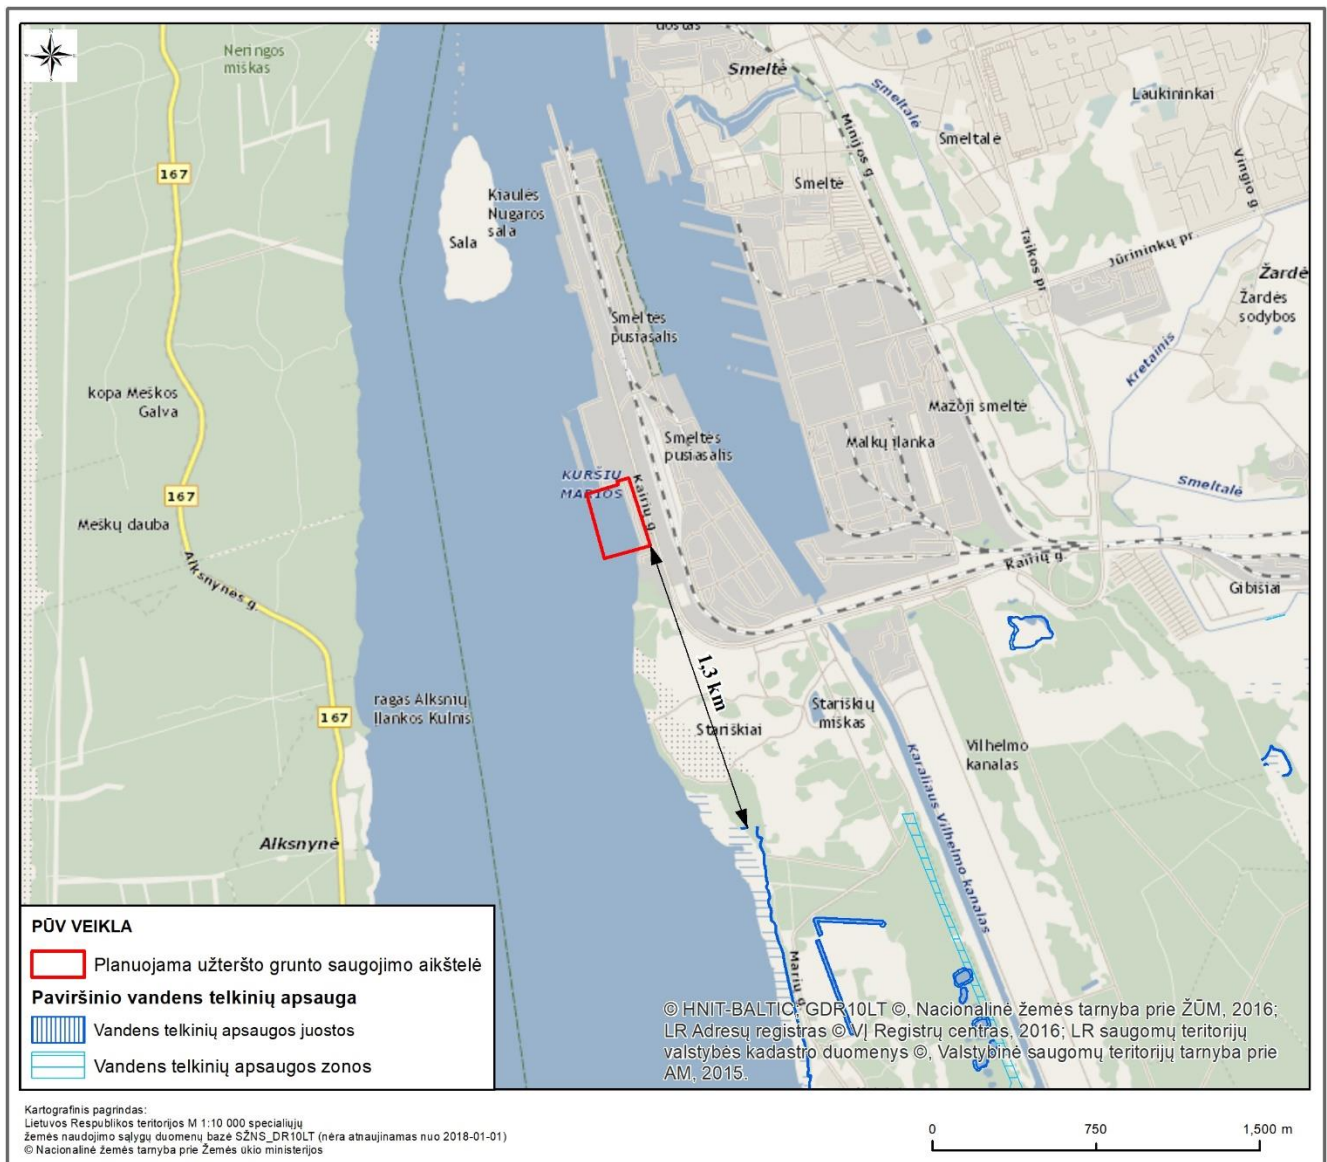 uostas
Neringos
miškas
Smeltė
Smeltalė
Laukininkai
Smeltalė
Minijos g.
Vingio g.
167
Smeltė
Kiaulės
Nugaros
sala
Sala
Taikos pr.
Jūrininkų pr.
Žardė
Žardės
sodybos
Smeltės
pusiasalis
Kretainis
kopa Meškos
Galva
Mažoji smeltė
Smeltės
pusiasalis
Malkų įlanka
KURŠIŲ
MARIOS
Kairių g.
167
Smeltalė
Meškų dauba
Alksnynės g.
Kairių g.
Gibišiai
1,3 km
ragas Alksnių
Ilankos Kulnis
167
Stariškių
miškas
Stariškiai
Vilhelmo
kanalas
Karaliaus Vilhelmo kanalas
Alksnynė
Marių g.
PŪV VEIKLA
Planuojama užteršto grunto saugojimo aikštelė
Paviršinio vandens telkinių apsauga
Vandens telkinių apsaugos juostos
Vandens telkinių apsaugos zonos
© HNIT-BALTIC; GDR10LT ©, Nacionalinė žemės tarnyba prie ŽŪM, 2016;
LR Adresų registras © VĮ Registrų centras, 2016; LR saugomų teritorijų
valstybės kadastro duomenys ©, Valstybinė saugomų teritorijų tarnyba prie
AM, 2015.
Kartografinis pagrindas:
Lietuvos Respublikos teritorijos M 1:10 000 specialiųjų
žemės naudojimo sąlygų duomenų bazė SŽNS_DR10LT (nėra atnaujinamas nuo 2018-01-01)
© Nacionalinė žemės tarnyba prie Žemės ūkio ministerijos
0 750 1,500 m